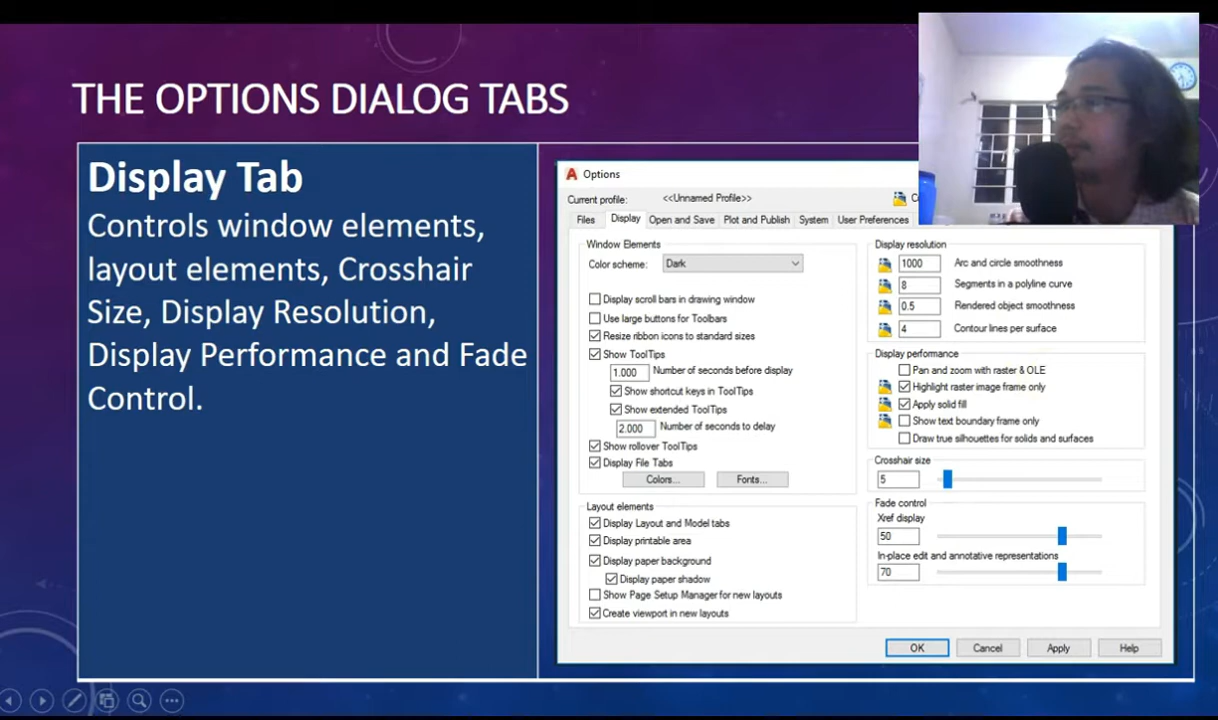 THE OPTIONS DIALOG TABS
Display Tab
Controls window elements,
layout elements, Crosshair
Size, Display Resolution,
Display Performance and Fade
Control.
Options
Current profile: <<Unnamed Profile>>
Files Display Open and Save Plot and Publish System User Preferences
Window Elements
Color scheme: Dark
Display scroll bars in drawing window
Use large buttons for Toolbars
Resize ribbon icons to standard sizes
Show ToolTips
1.000 Number of seconds before display
Show shortcut keys in ToolTips
Show extended ToolTips
2.000 Number of seconds to delay
Show rollover ToolTips
Display File Tabs
Colors... Fonts...
Layout elements
Display Layout and Model tabs
Display printable area
Display paper background
Display paper shadow
Show Page Setup Manager for new layouts
Create viewport in new layouts
Display resolution
1000 Arc and circle smoothness
8 Segments in a polyline curve
0.5 Rendered object smoothness
4 Contour lines per surface
Display performance
Pan and zoom with raster & OLE
Highlight raster image frame only
Apply solid fill
Show text boundary frame only
Draw true silhouettes for solids and surfaces
Crosshair size
5
Fade control
Xref display
50
In-place edit and annotative representations
70
OK Cancel Apply Help